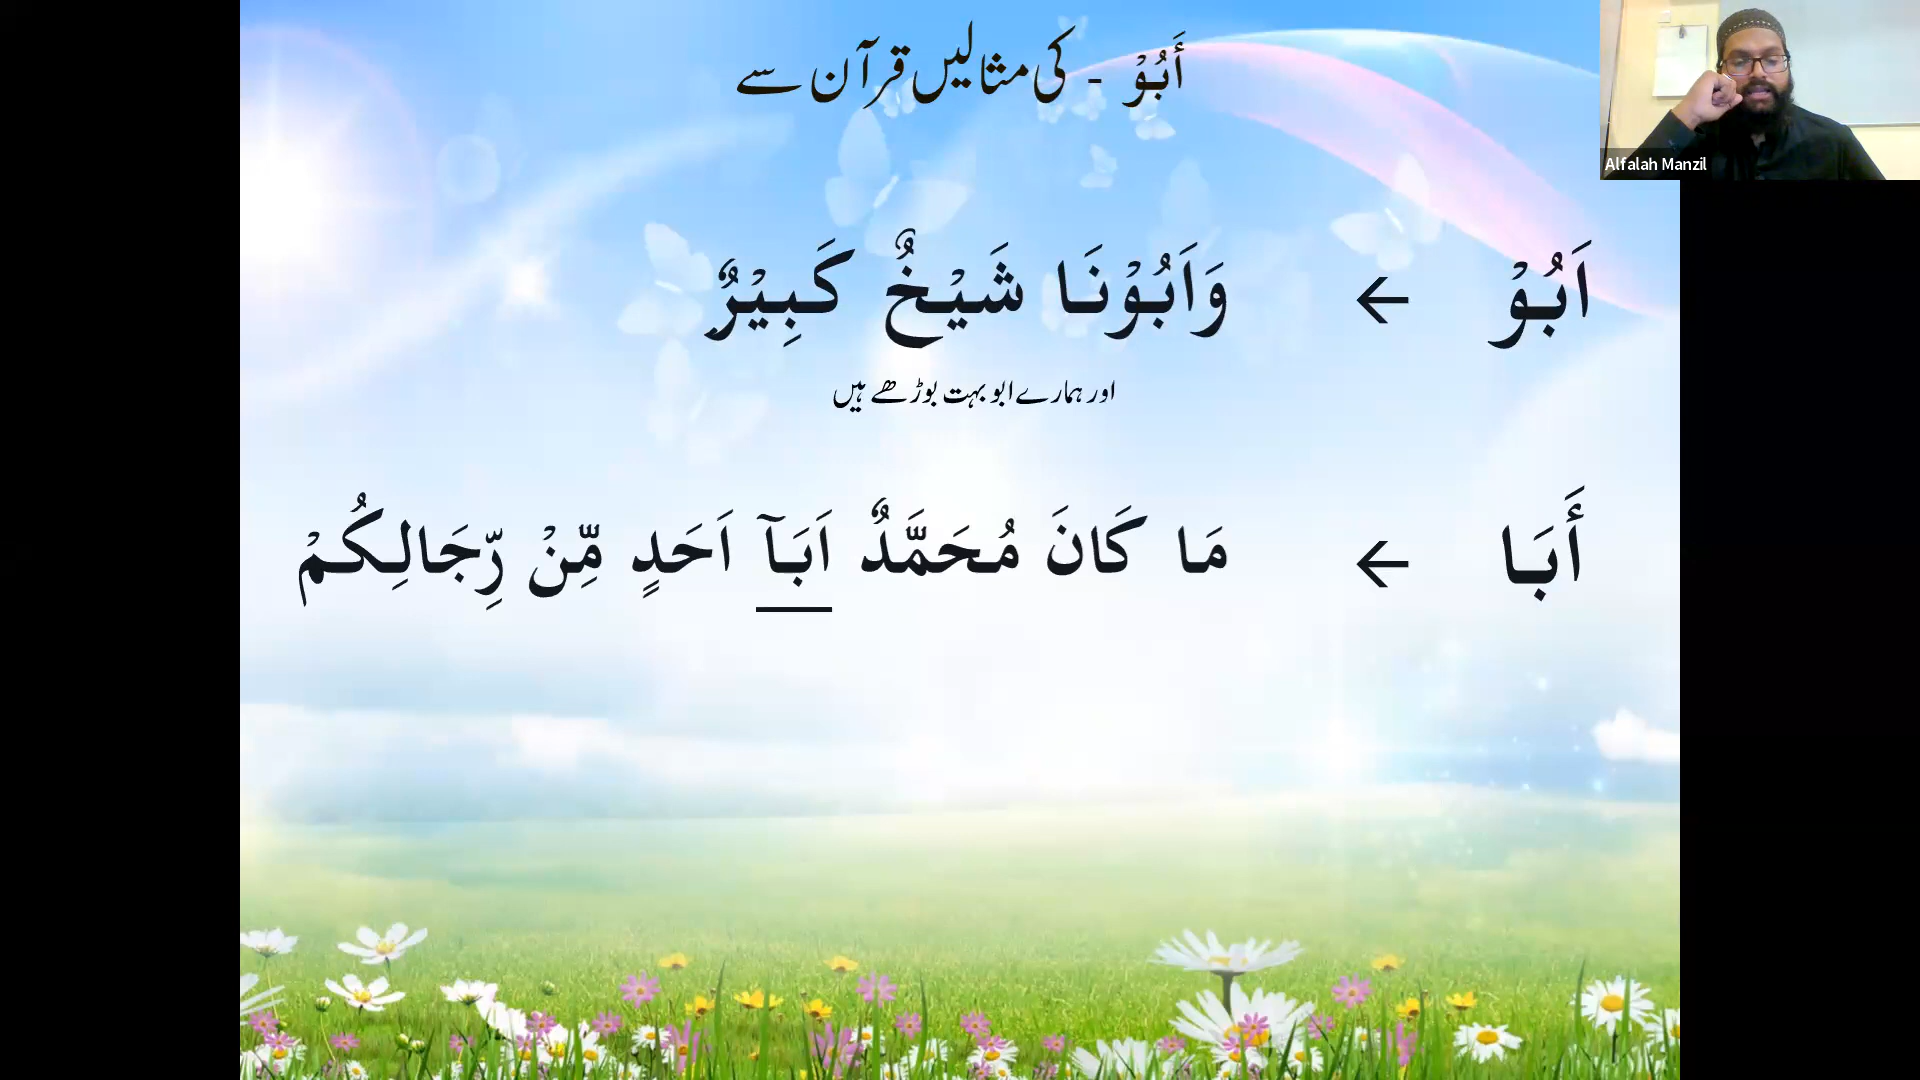 أَبُوْ - کی مثالیں قرآن سے
Alfalah Manzil
اَبُوْ ← وَاَبُوْنَا شَيْخٌ كَبِيْرٌ
اور ہمارے ابو بہت بوڑھے ہیں
أَبَا ← مَا كَانَ مُحَمَّدٌ اَبَآ اَحَدٍ مِّنْ رِّجَالِكُمْ